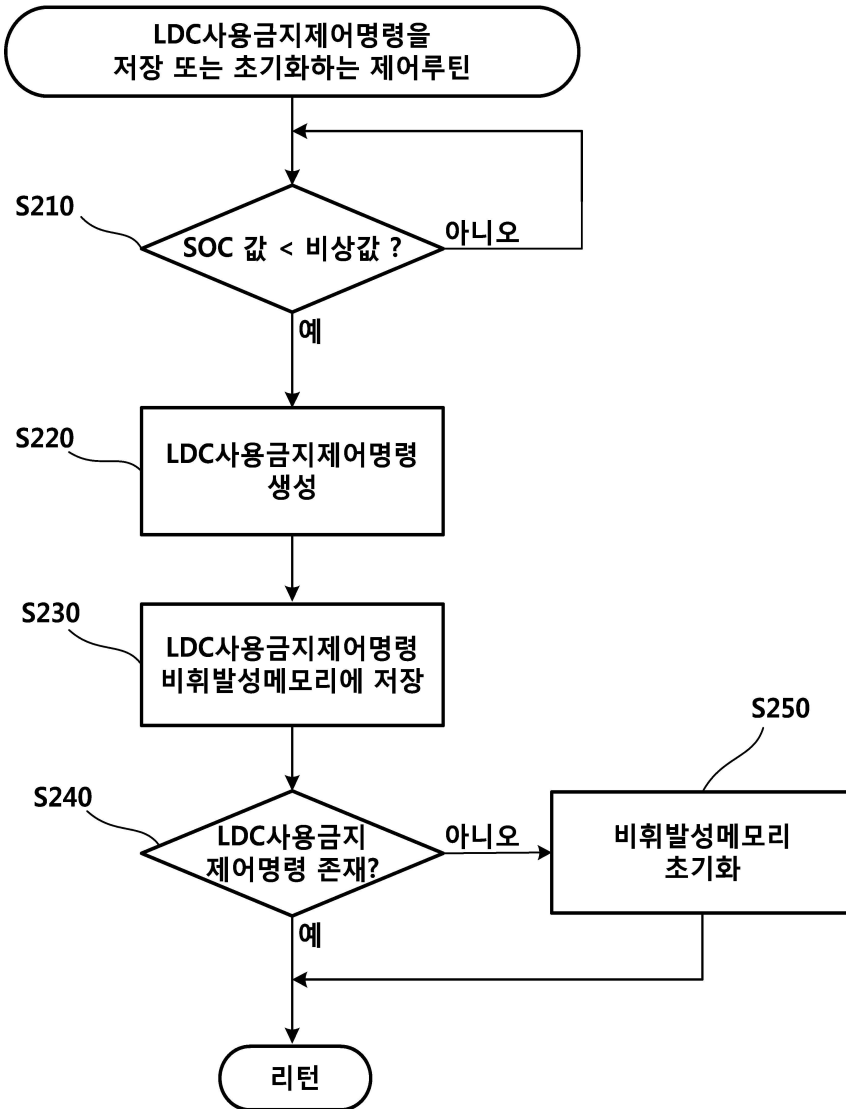 LDC사용금지제어명령을
저장 또는 초기화하는 제어루틴
S210
SOC 값 < 비상값 ?
아니오
예
S220
LDC사용금지제어명령
생성
S230
LDC사용금지제어명령
비휘발성메모리에 저장
S240
LDC사용금지
제어명령 존재?
아니오
S250
비휘발성메모리
초기화
예
리턴